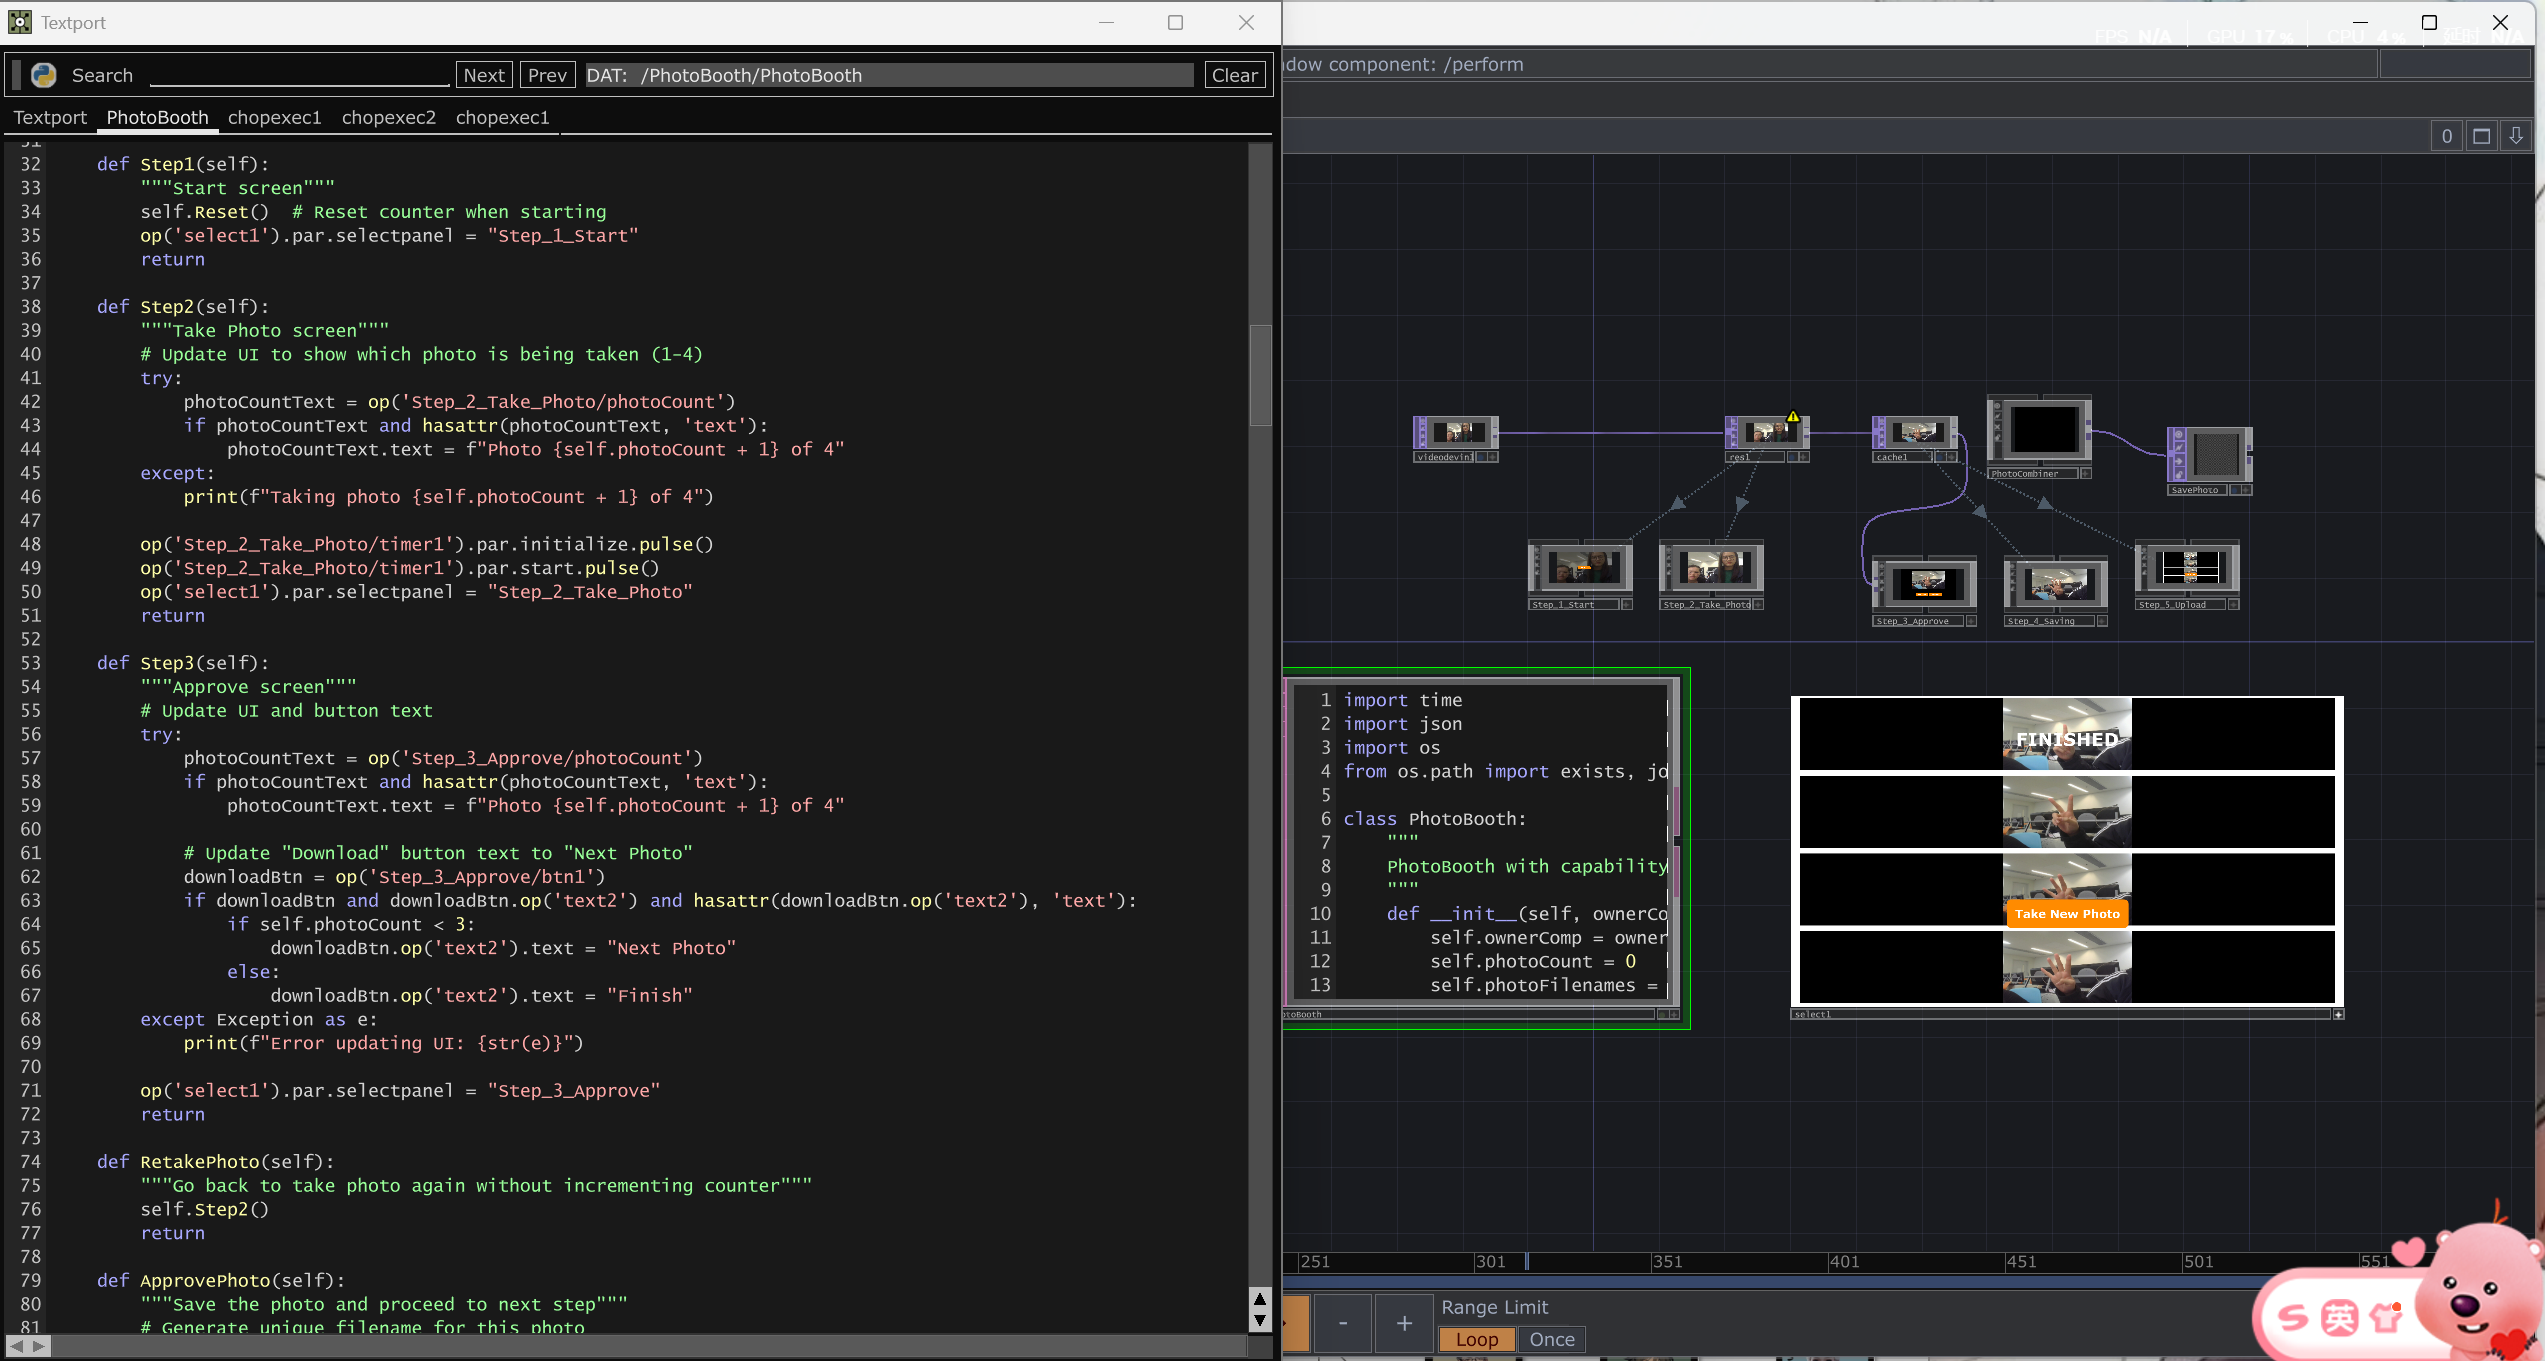 Textport
Search
Next
Prev
DAT:  /PhotoBooth/PhotoBooth
Clear
Textport PhotoBooth chopexec1 chopexec2 chopexec1
31
32 def Step1(self):
33 """Start screen"""
34 self.Reset()  # Reset counter when starting
35 op('select1').par.selectpanel = "Step_1_Start"
36 return
37
38 def Step2(self):
39 """Take Photo screen"""
40 # Update UI to show which photo is being taken (1-4)
41 try:
42 photoCountText = op('Step_2_Take_Photo/photoCount')
43 if photoCountText and hasattr(photoCountText, 'text'):
44 photoCountText.text = f"Photo {self.photoCount + 1} of 4"
45 except:
46 print(f"Taking photo {self.photoCount + 1} of 4")
47
48 op('Step_2_Take_Photo/timer1').par.initialize.pulse()
49 op('Step_2_Take_Photo/timer1').par.start.pulse()
50 op('select1').par.selectpanel = "Step_2_Take_Photo"
51 return
52
53 def Step3(self):
54 """Approve screen"""
55 # Update UI and button text
56 try:
57 photoCountText = op('Step_3_Approve/photoCount')
58 if photoCountText and hasattr(photoCountText, 'text'):
59 photoCountText.text = f"Photo {self.photoCount + 1} of 4"
60
61 # Update "Download" button text to "Next Photo"
62 downloadBtn = op('Step_3_Approve/btn1')
63 if downloadBtn and downloadBtn.op('text2') and hasattr(downloadBtn.op('text2'), 'text'):
64 if self.photoCount < 3:
65 downloadBtn.op('text2').text = "Next Photo"
66 else:
67 downloadBtn.op('text2').text = "Finish"
68 except Exception as e:
69 print(f"Error updating UI: {str(e)}")
70
71 op('select1').par.selectpanel = "Step_3_Approve"
72 return
73
74 def RetakePhoto(self):
75 """Go back to take photo again without incrementing counter"""
76 self.Step2()
77 return
78
79 def ApprovePhoto(self):
80 """Save the photo and proceed to next step"""
81 # Generate unique filename for this photo
FPS N/A GPU 17 % CPU 4 % 延时 N/A
dow component: /perform
0
videodevin1
res1
cache1
PhotoCombiner
SavePhoto
Step_1_Start
Step_2_Take_Photo
Step_3_Approve
Step_4_Saving
Step_5_Upload
1 import time
2 import json
3 import os
4 from os.path import exists, jo
5
6 class PhotoBooth:
7 """
8 PhotoBooth with capability
9 """
10 def __init__(self, ownerCo
11 self.ownerComp = owner
12 self.photoCount = 0
13 self.photoFilenames =
otoBooth
FINISHED
Take New Photo
select1
251 301 351 401 451 501 551
- +
Range Limit
Loop Once
S 英